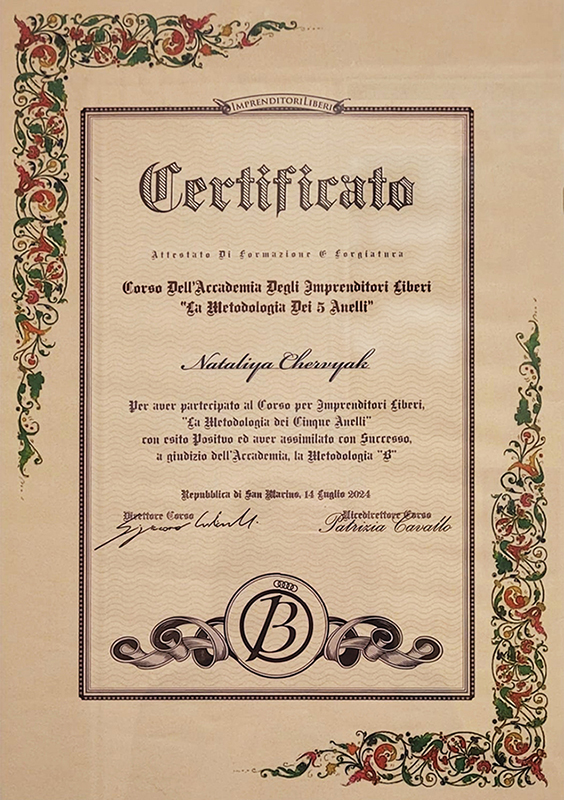 IMPRENDITORI LIBERI
Certificato
Attestato Di Formazione E Forgiatura
Corso Dell'Accademia Degli Imprenditori Liberi
"La Metodologia Dei 5 Anelli"
Nataliya Chervyak
Per aver partecipato al Corso per Imprenditori Liberi,
"La Metodologia dei Cinque Anelli"
con esito Positvo ed aver assimilato con Successo,
a giudizio dell'Accademia, la Metodologia "B"
Repubblica di San Marino, 14 Luglio 2024
Direttore Corso Vicedirettore Corso
Patrizia Cavallo
B